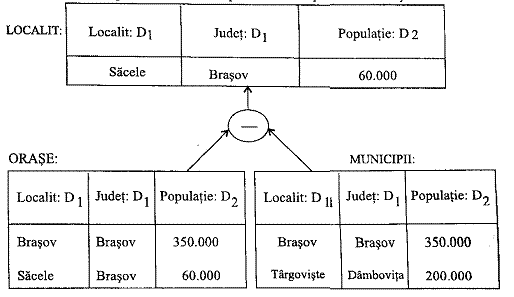 LOCALIT: Localit: D1 Județ: D1 Populație: D2
Săcele Brașov 60.000
—
ORAȘE: MUNICIPII:
Localit: D1 Județ: D1 Populație: D2 Localit: D1 Județ: D1 Populație: D2
Brașov Brașov 350.000 Brașov Brașov 350.000
Săcele Brașov 60.000 Târgoviște Dâmbovița 200.000